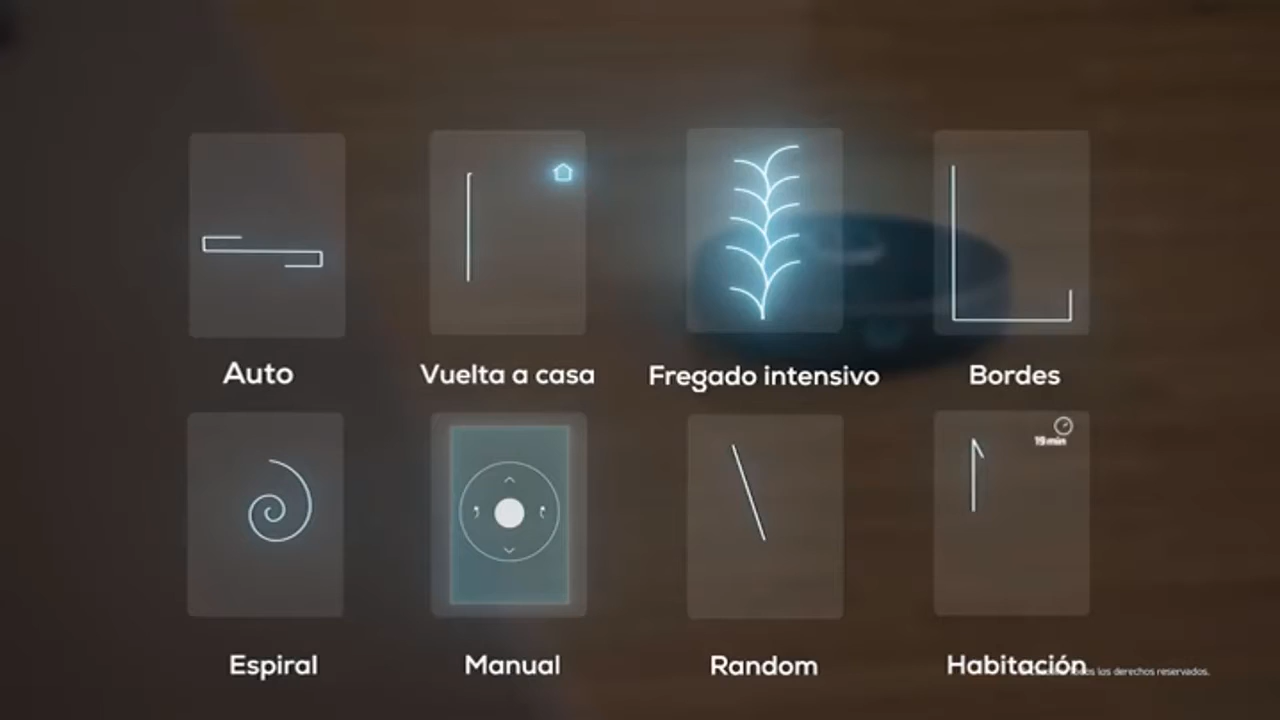 Auto
Vuelta a casa
Fregado intensivo
Bordes
19 min
Espiral
Manual
Random
Habitación
los derechos reservados.